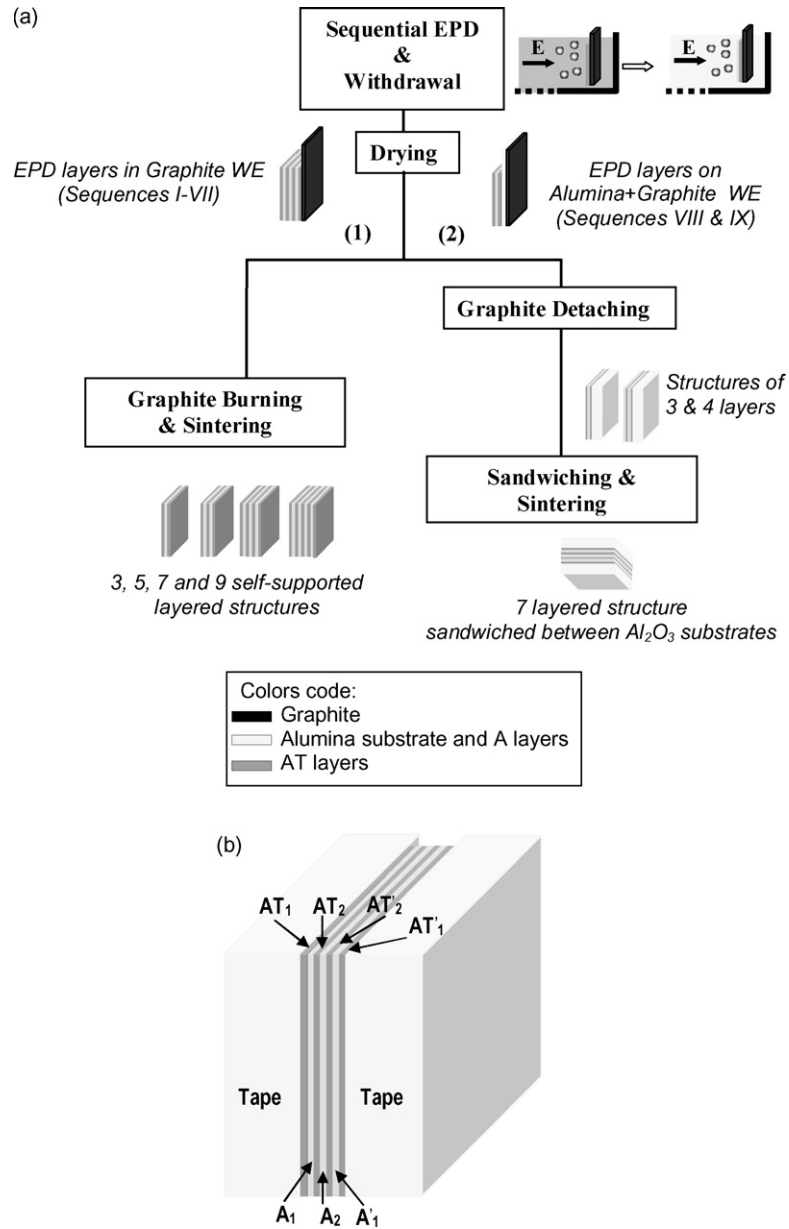 (a)
Sequential EPD
&
Withdrawal
E
E
Drying
EPD layers in Graphite WE
(Sequences I-VII)
EPD layers on
Alumina+Graphite WE
(Sequences VIII & IX)
(1)
(2)
Graphite Detaching
Graphite Burning
& Sintering
Structures of
3 & 4 layers
Sandwiching &
Sintering
3, 5, 7 and 9 self-supported
layered structures
7 layered structure
sandwiched between Al₂O₃ substrates
Colors code:
Graphite
Alumina substrate and A layers
AT layers
(b)
AT₁ AT₂ AT'₂
AT'₁
Tape Tape
A₁ A₂ A'₁